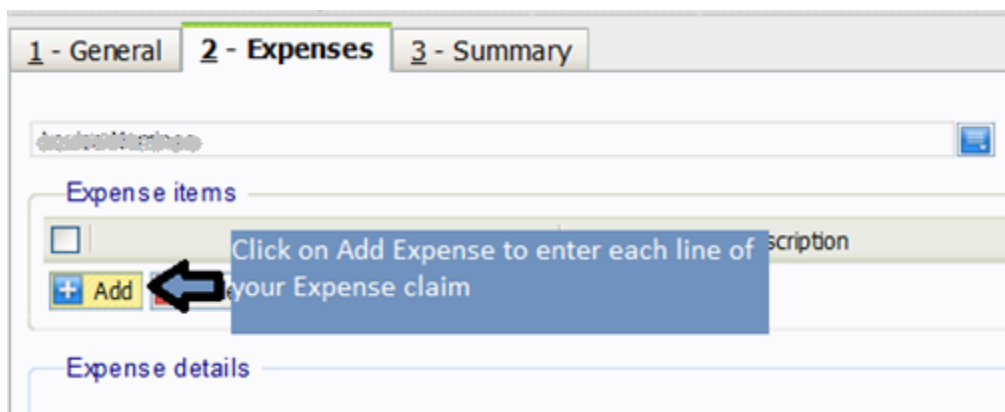 1 - General 2 - Expenses 3 - Summary
Expense items
scription
Click on Add Expense to enter each line of
your Expense claim
Add
Expense details